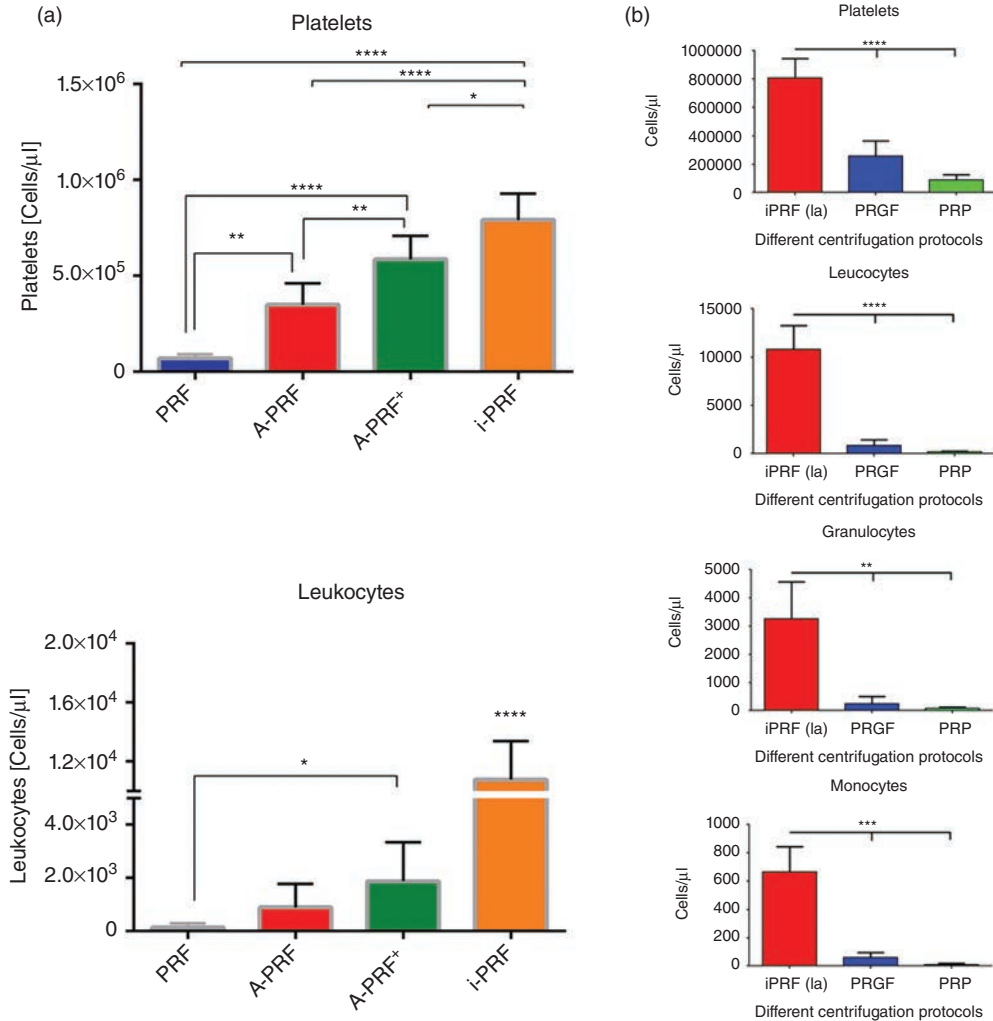 (a)
Platelets
****
****
*
****
**
**
Platelets [Cells/µl]
1.5×10⁶
1.0×10⁶
5.0×10⁵
0
PRF
A-PRF
A-PRF⁺
i-PRF
Leukocytes
****
*
Leukocytes [Cells/µl]
2.0×10⁴
1.6×10⁴
1.2×10⁴
4.0×10³
2.0×10³
0
PRF
A-PRF
A-PRF⁺
i-PRF
(b)
Platelets
****
Cells/µl
1000000
800000
600000
400000
200000
0
iPRF (la) PRGF PRP
Different centrifugation protocols
Leucocytes
****
Cells/µl
15000
10000
5000
0
iPRF (la) PRGF PRP
Different centrifugation protocols
Granulocytes
**
Cells/µl
5000
4000
3000
2000
1000
0
iPRF (la) PRGF PRP
Different centrifugation protocols
Monocytes
***
Cells/µl
1000
800
600
400
200
0
iPRF (la) PRGF PRP
Different centrifugation protocols